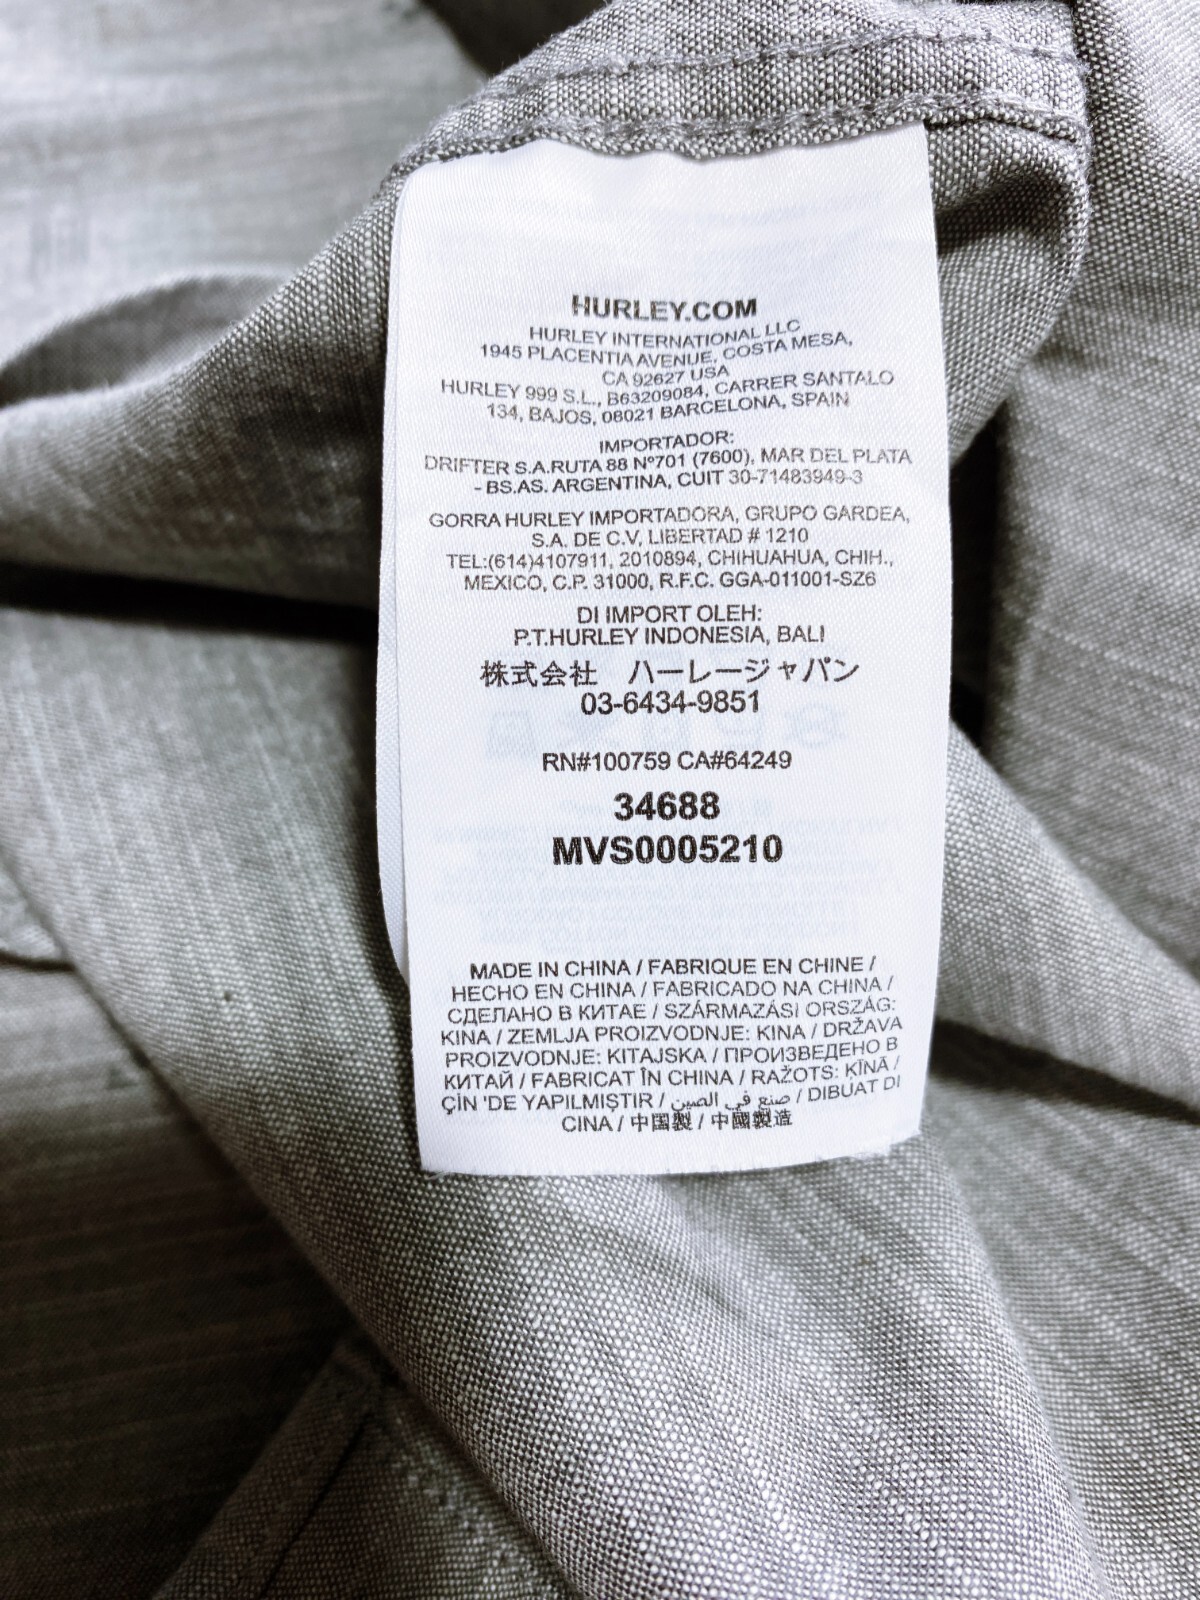 HURLEY.COM
HURLEY INTERNATIONAL LLC
1945 PLACENTIA AVENUE, COSTA MESA,
CA 92627 USA
HURLEY 999 S.L., B63209084, CARRER SANTALO
134, BAJOS, 08021 BARCELONA, SPAIN
IMPORTADOR:
DRIFTER S.A.RUTA 88 Nº701 (7600), MAR DEL PLATA
- BS.AS. ARGENTINA, CUIT 30-71483949-3
GORRA HURLEY IMPORTADORA, GRUPO GARDEA,
S.A. DE C.V, LIBERTAD # 1210
TEL:(614)4107911, 2010894, CHIHUAHUA, CHIH.,
MEXICO, C.P. 31000, R.F.C. GGA-011001-SZ6
DI IMPORT OLEH:
P.T.HURLEY INDONESIA, BALI
株式会社 ハーレージャパン
03-6434-9851
RN#100759 CA#64249
34688
MVS0005210
MADE IN CHINA / FABRIQUE EN CHINE /
HECHO EN CHINA / FABRICADO NA CHINA /
СДЕЛАНО В КИТАЕ / SZÁRMAZÁSI ORSZÁG:
KINA / ZEMLJA PROIZVODNJE: KINA / DRŽAVA
PROIZVODNJE: KITAJSKA / ПРОИЗВЕДЕНО В
КИТАЙ / FABRICAT ÎN CHINA / RAŽOTS: ĶĪNĀ /
ÇİN 'DE YAPILMIŞTIR / صنع في الصين / DIBUAT DI
CINA / 中国製 / 中國製造